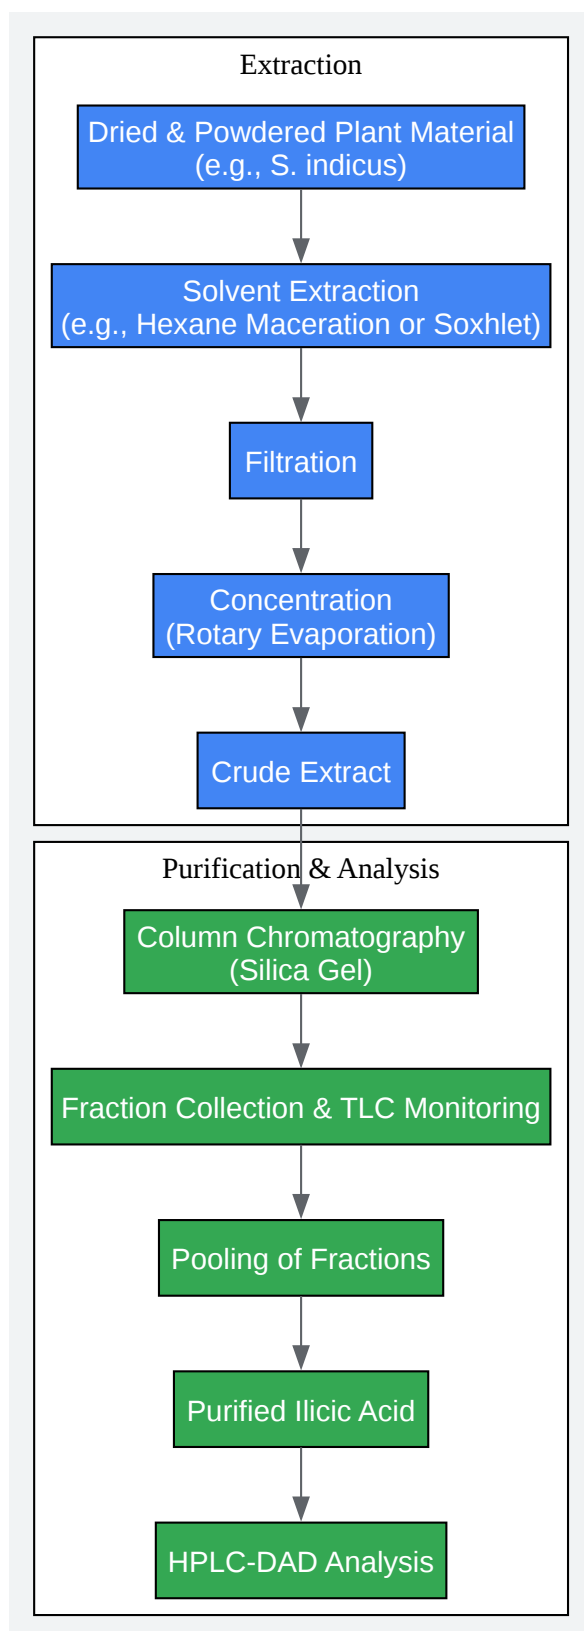 Extraction
Dried & Powdered Plant Material
(e.g., S. indicus)
Solvent Extraction
(e.g., Hexane Maceration or Soxhlet)
Filtration
Concentration
(Rotary Evaporation)
Crude Extract
Purification & Analysis
Column Chromatography
(Silica Gel)
Fraction Collection & TLC Monitoring
Pooling of Fractions
Purified Ilicic Acid
HPLC-DAD Analysis